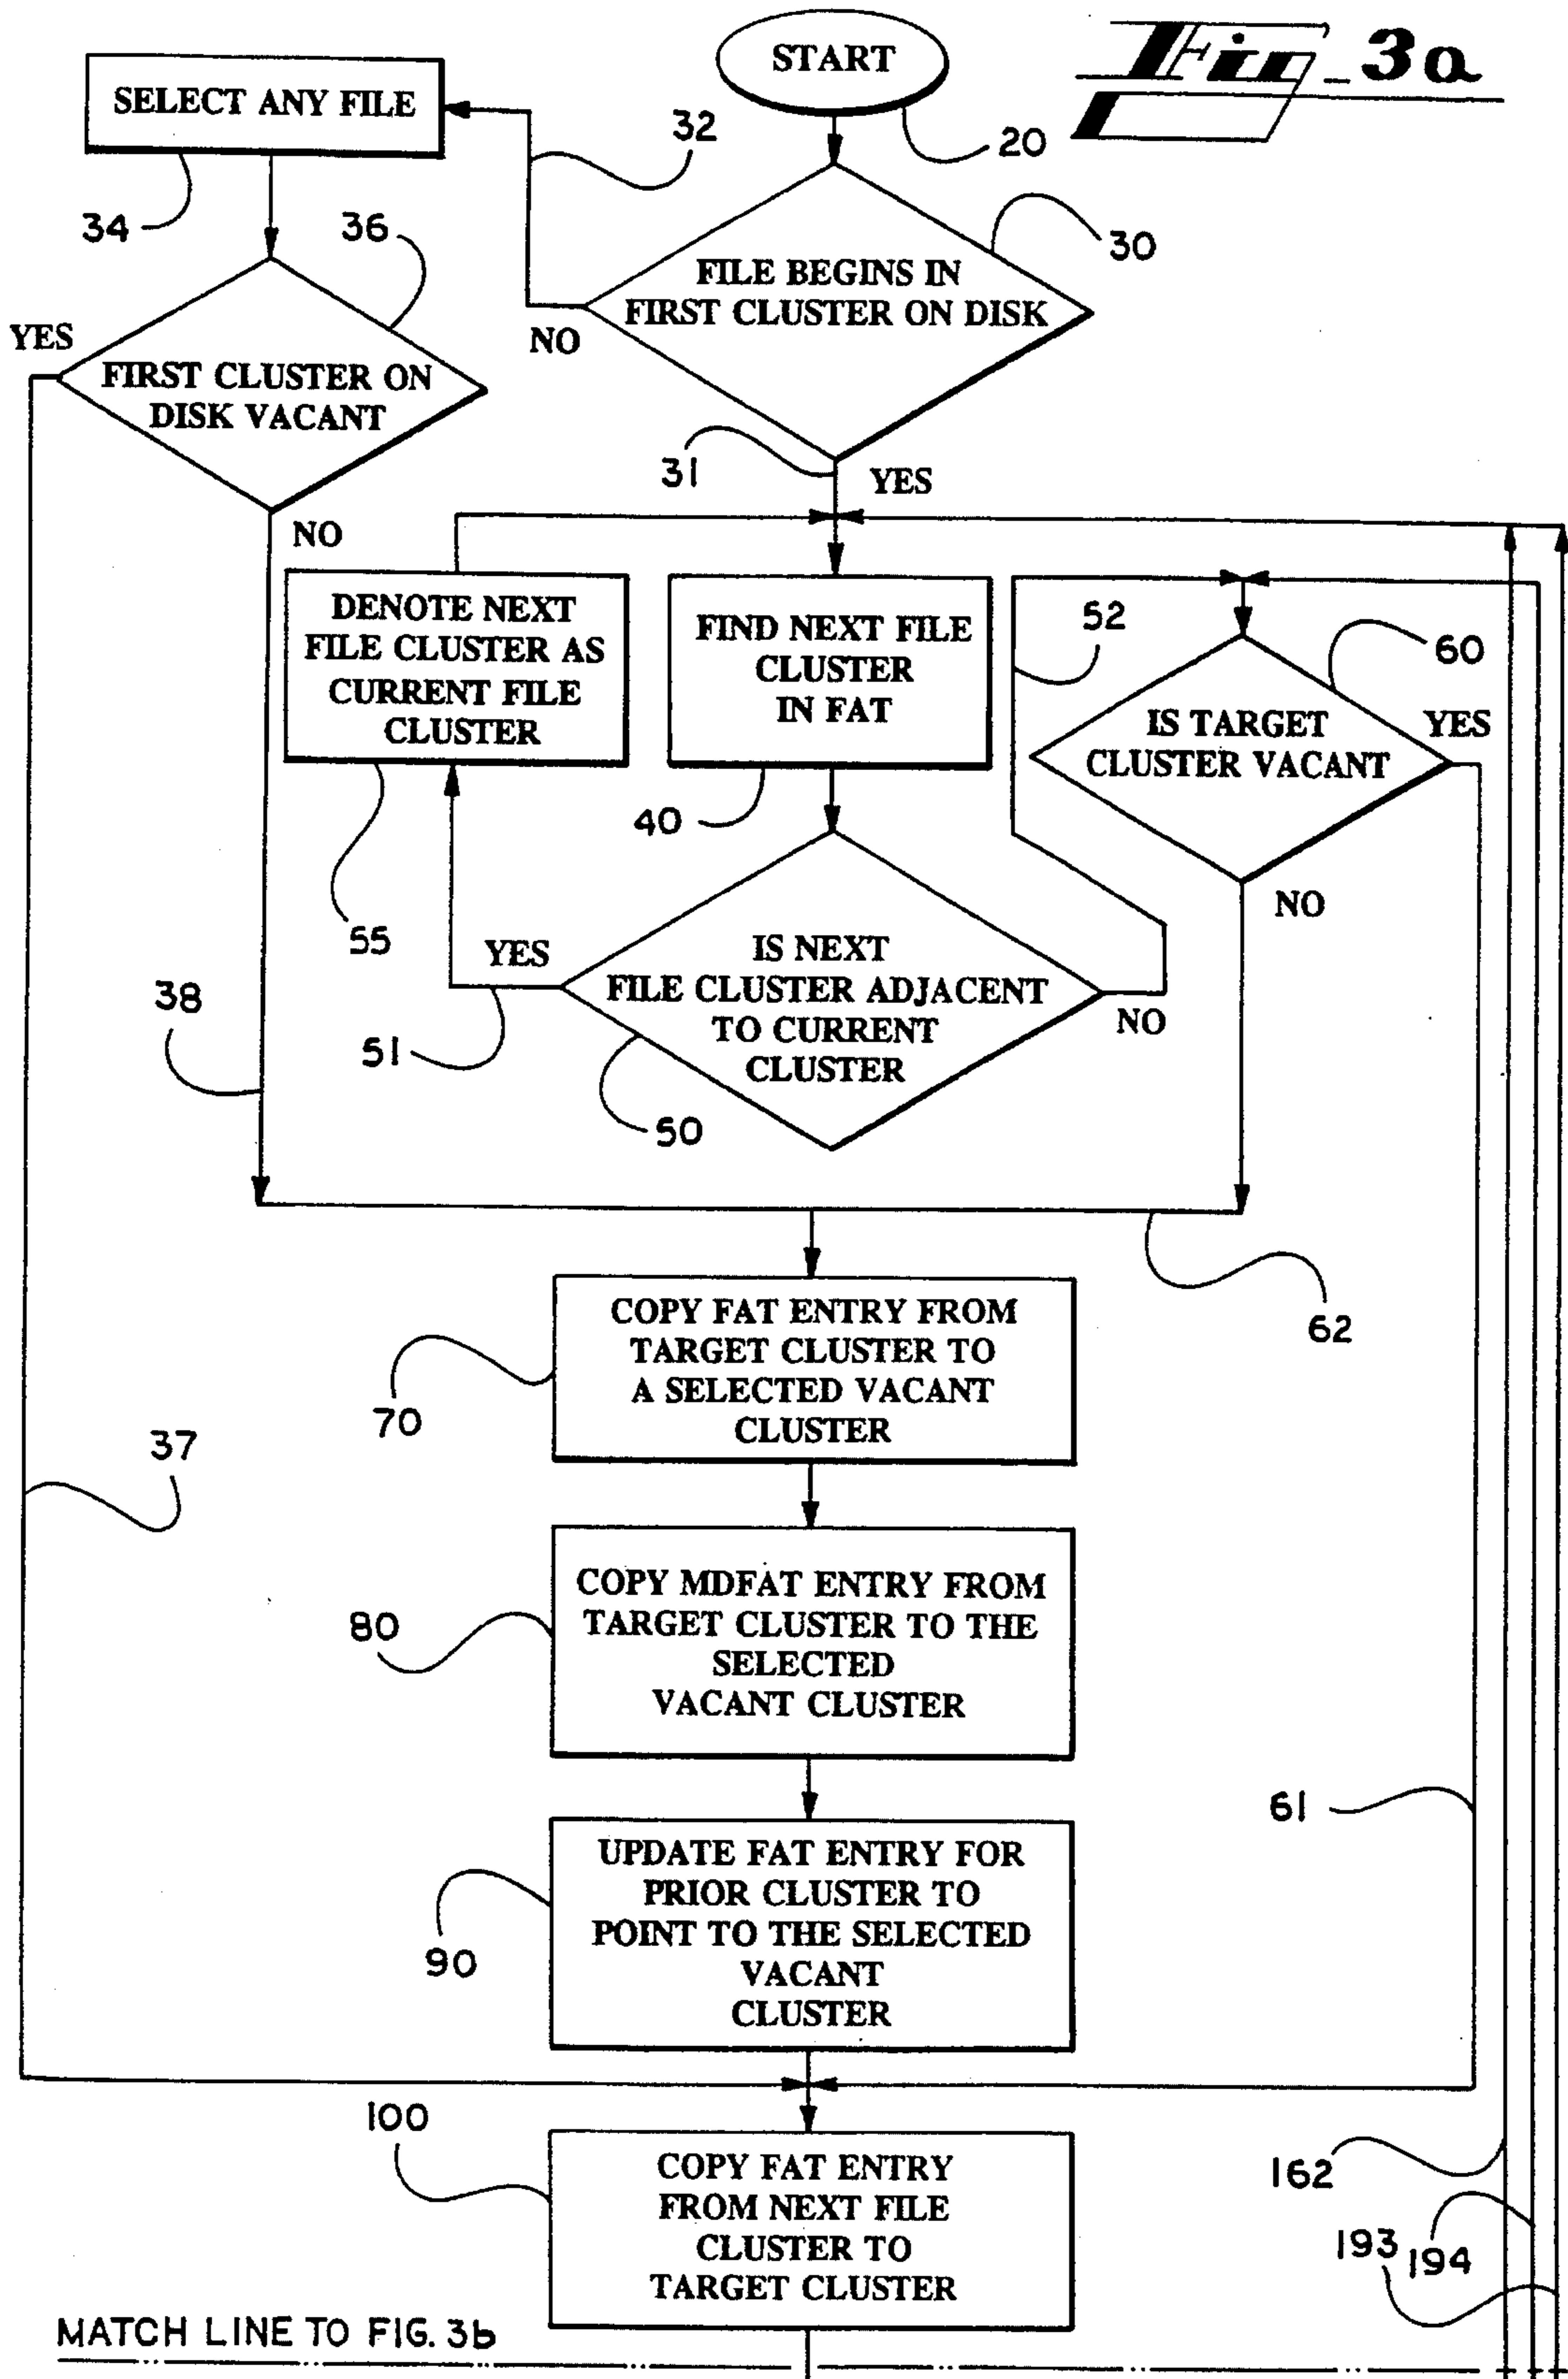 Fig_3a
START
SELECT ANY FILE
32
20
34
36
30
FILE BEGINS IN
FIRST CLUSTER ON DISK
YES
NO
FIRST CLUSTER ON
DISK VACANT
31
YES
NO
DENOTE NEXT
FILE CLUSTER AS
CURRENT FILE
CLUSTER
FIND NEXT FILE
CLUSTER
IN FAT
52
60
IS TARGET
CLUSTER VACANT
YES
40
NO
55
YES
IS NEXT
FILE CLUSTER ADJACENT
TO CURRENT
CLUSTER
NO
38
51
50
62
COPY FAT ENTRY FROM
TARGET CLUSTER TO
A SELECTED VACANT
CLUSTER
70
37
COPY MDFAT ENTRY FROM
TARGET CLUSTER TO THE
SELECTED
VACANT CLUSTER
80
61
UPDATE FAT ENTRY FOR
PRIOR CLUSTER TO
POINT TO THE SELECTED
VACANT
CLUSTER
90
100
COPY FAT ENTRY
FROM NEXT FILE
CLUSTER TO
TARGET CLUSTER
162
193
194
MATCH LINE TO FIG. 3b